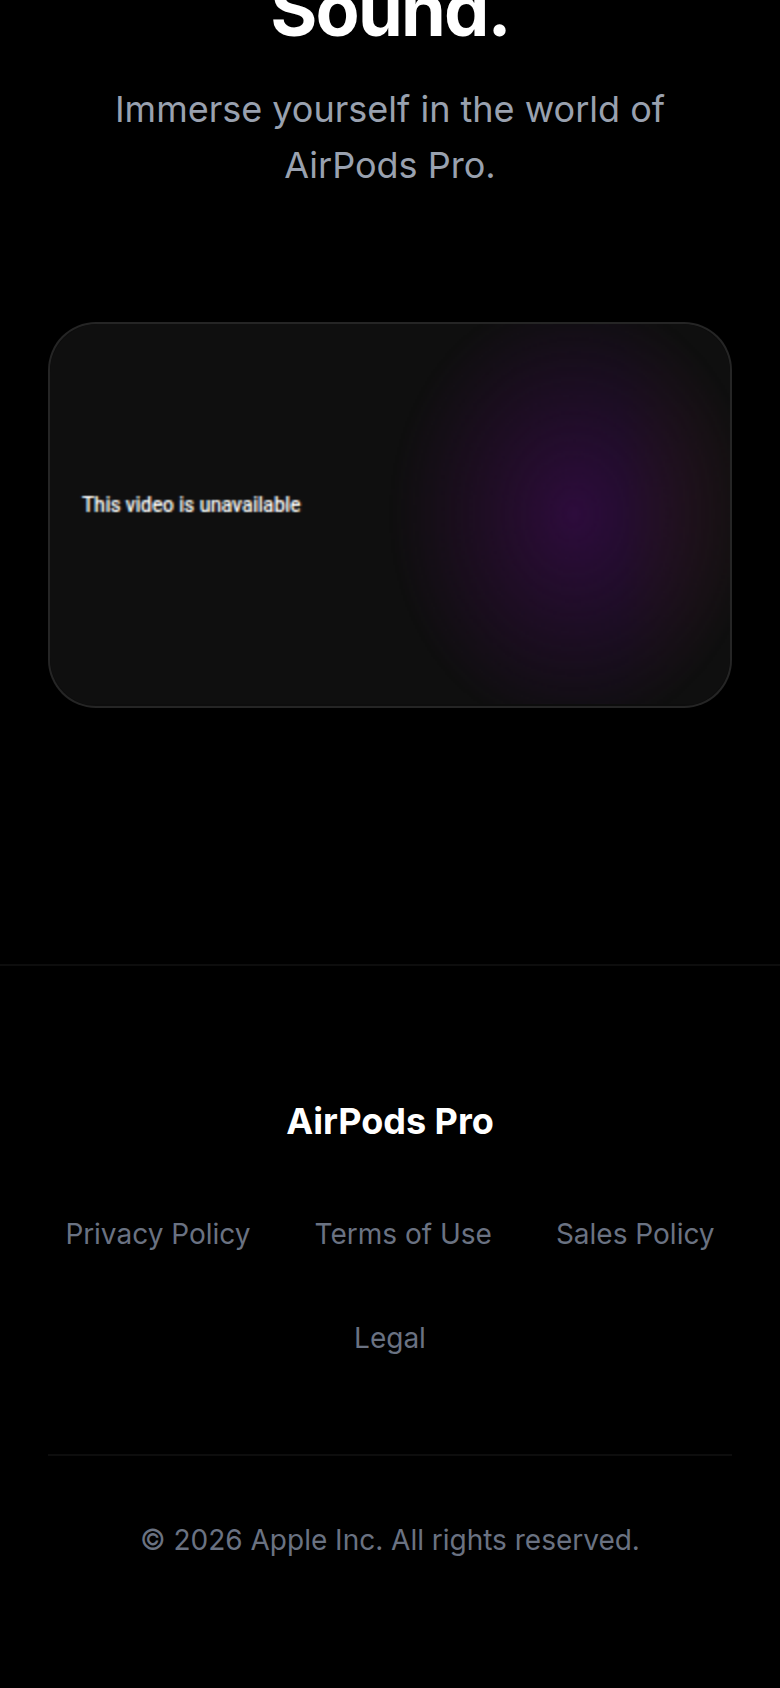 Sound.
Immerse yourself in the world of
AirPods Pro.
This video is unavailable
AirPods Pro
Privacy Policy Terms of Use Sales Policy
Legal
© 2026 Apple Inc. All rights reserved.